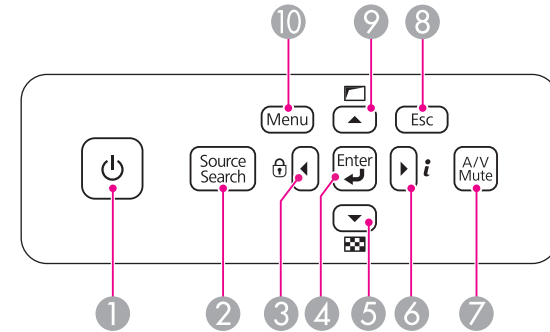 10 9 8
Menu Esc
Source
Search
Enter
i
A/V
Mute
1 2 3 4 5 6 7